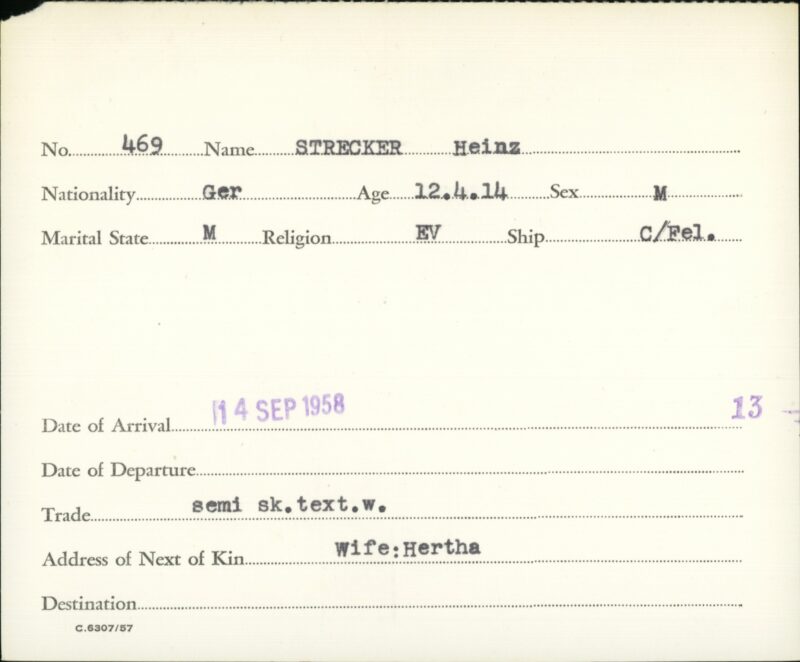 No. 469 Name STRECKER Heinz
Nationality Ger Age 12.4.14 Sex M
Marital State M Religion EV Ship C/Fel.
Date of Arrival 14 SEP 1958 13
Date of Departure
Trade semi sk.text.w.
Address of Next of Kin Wife:Hertha
Destination
C.6307/57